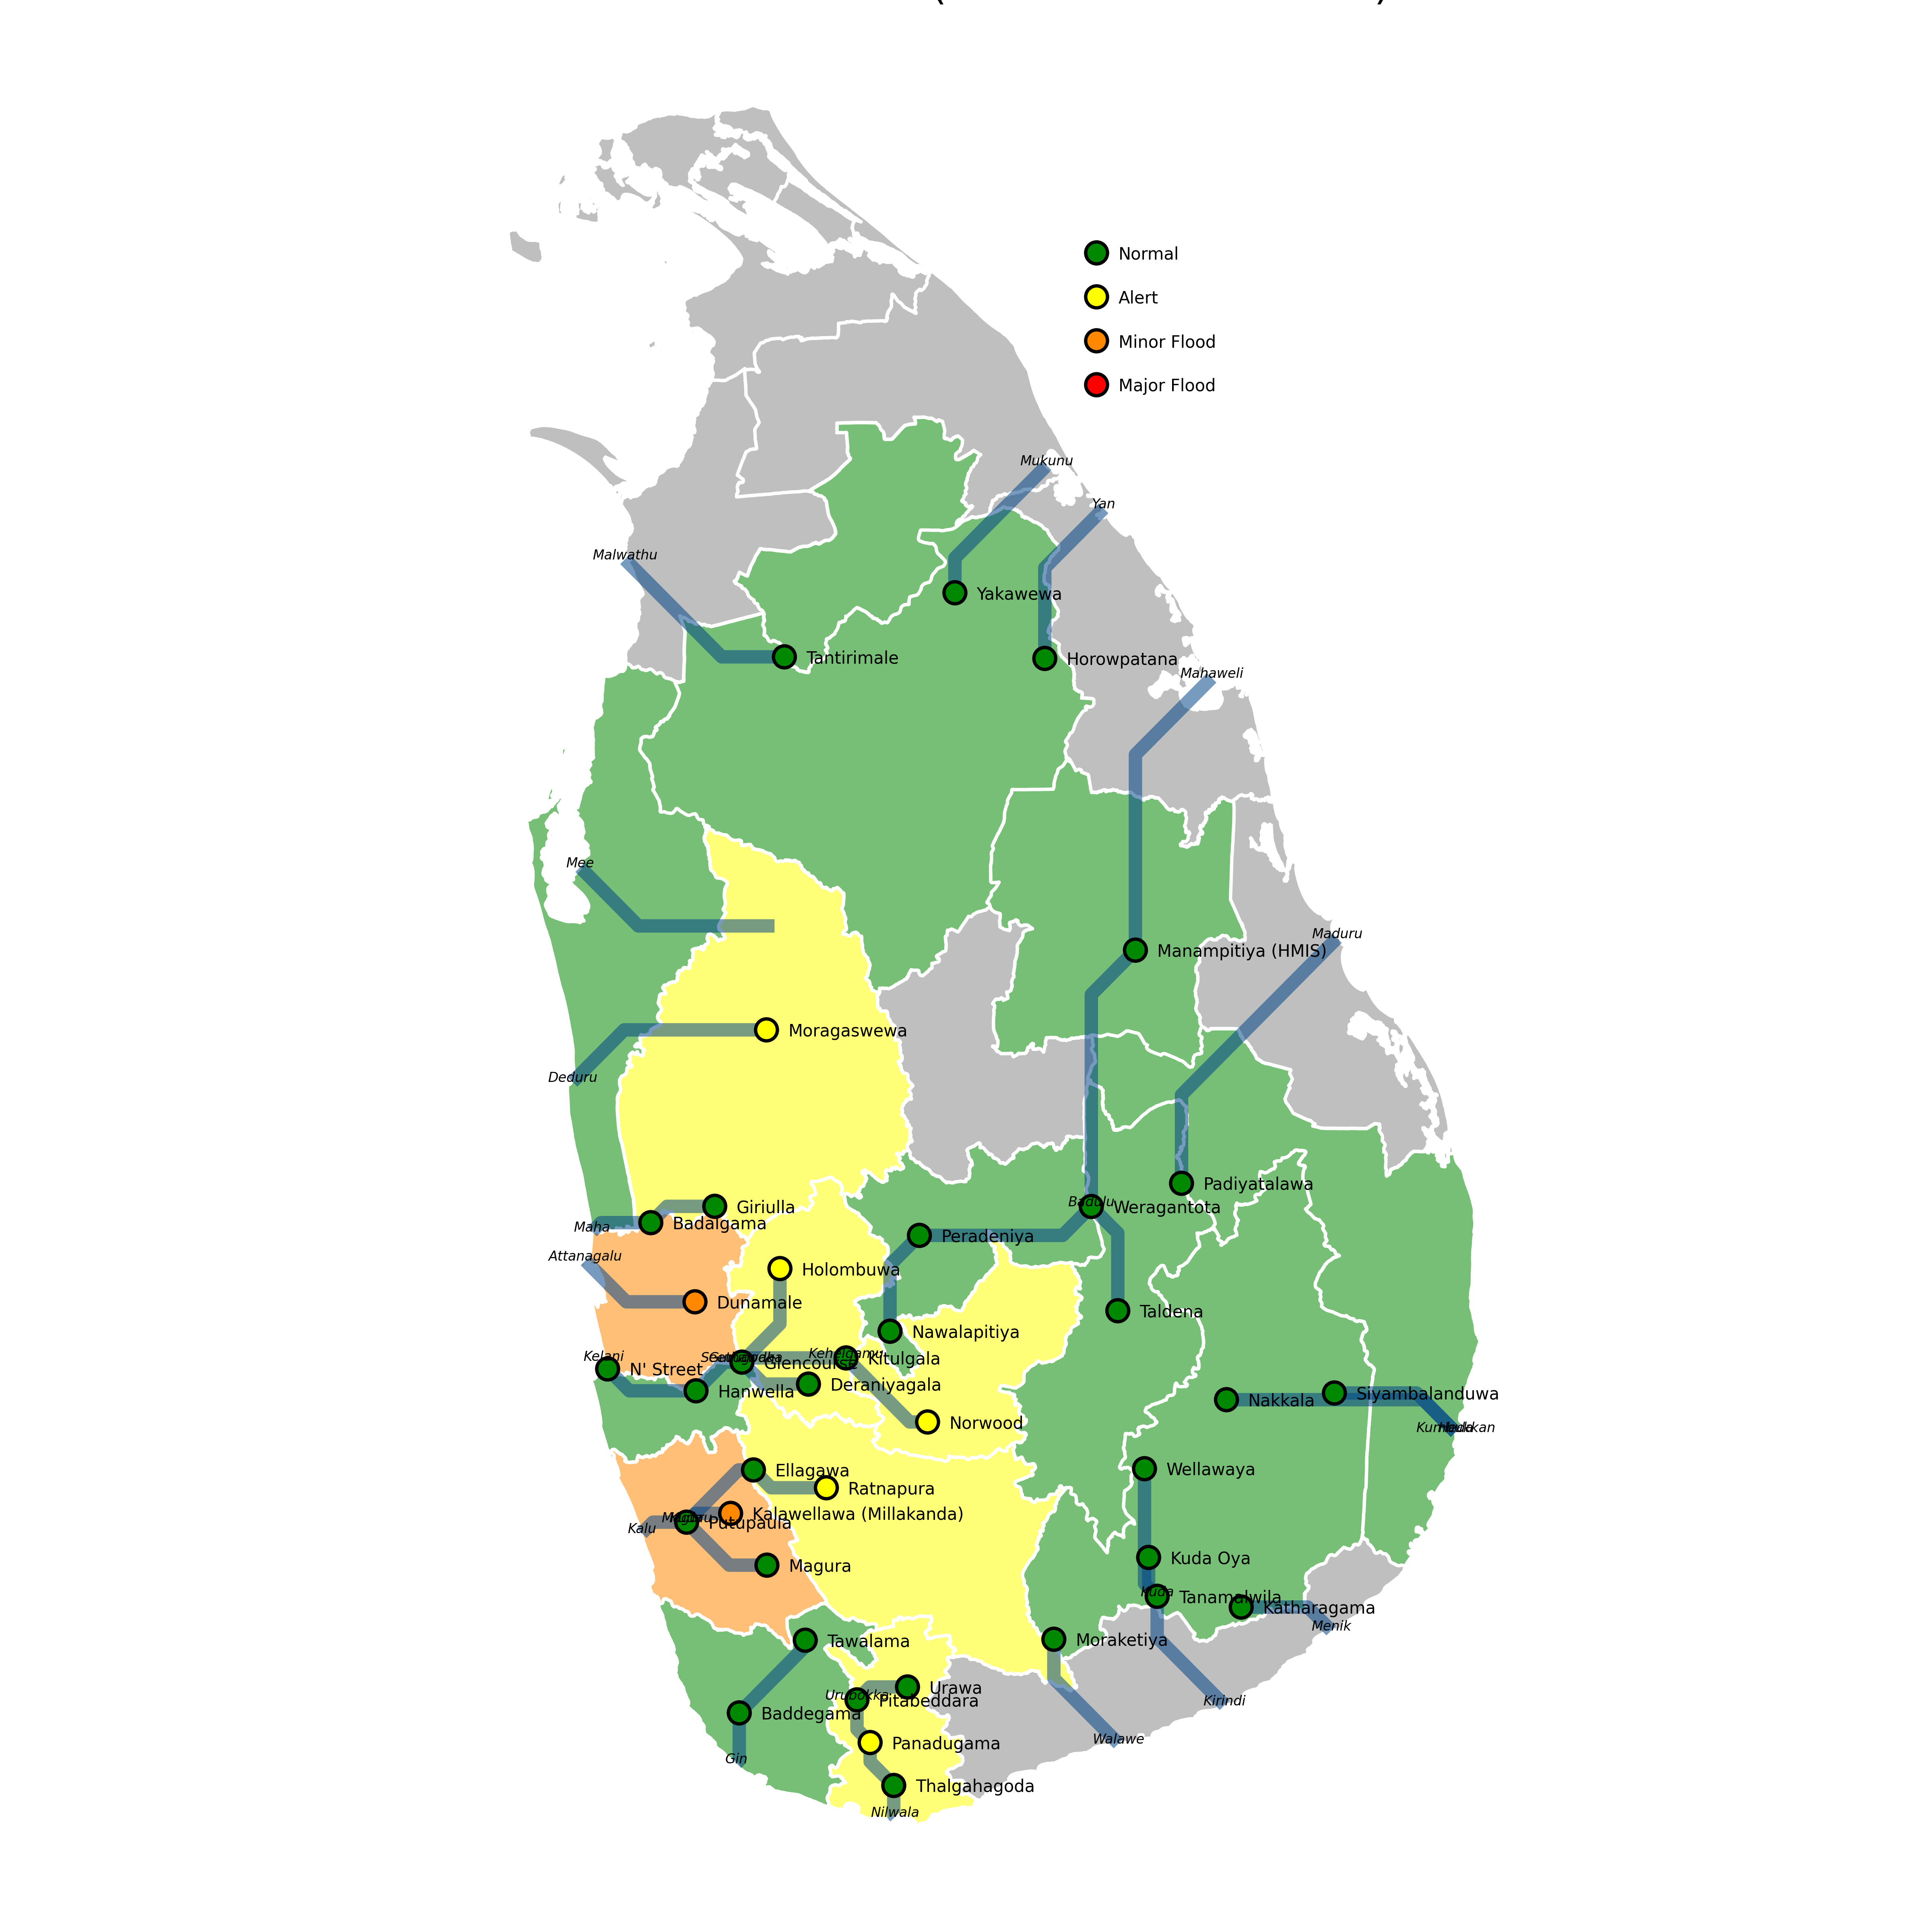 Normal
Alert
Minor Flood
Major Flood
Mukunu
Yan
Malwathu
Yakawewa
Tantirimale
Horowpatana
Mahaweli
Mee
Maduru
Manampitiya (HMIS)
Moragaswewa
Deduru
Padiyatalawa
Badulu
Weragantota
Giriulla
Badalgama
Maha
Peradeniya
Attanagalu
Holombuwa
Dunamale
Taldena
Nawalapitiya
Kelani
N' Street
Glencourse
Kitulgala
Deraniyagala
Hanwella
Norwood
Nakkala
Siyambalanduwa
Ellagawa
Wellawaya
Ratnapura
Kalawellawa (Millakanda)
Putupaula
Kalu
Magura
Kuda Oya
Kuda
Tanamalwila
Katharagama
Menik
Tawalama
Moraketiya
Urawa
Urubokka
Pitabeddara
Kirindi
Baddegama
Walawe
Panadugama
Gin
Thalgahagoda
Nilwala